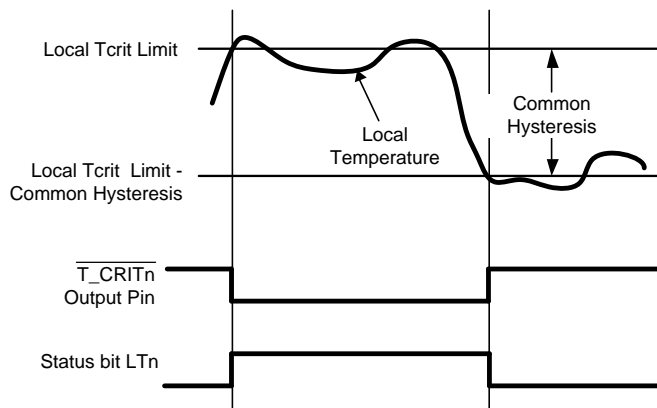 Local Tcrit Limit
Common
Hysteresis
Local
Temperature
Local Tcrit Limit -
Common Hysteresis
T_CRITn
Output Pin
Status bit LTn